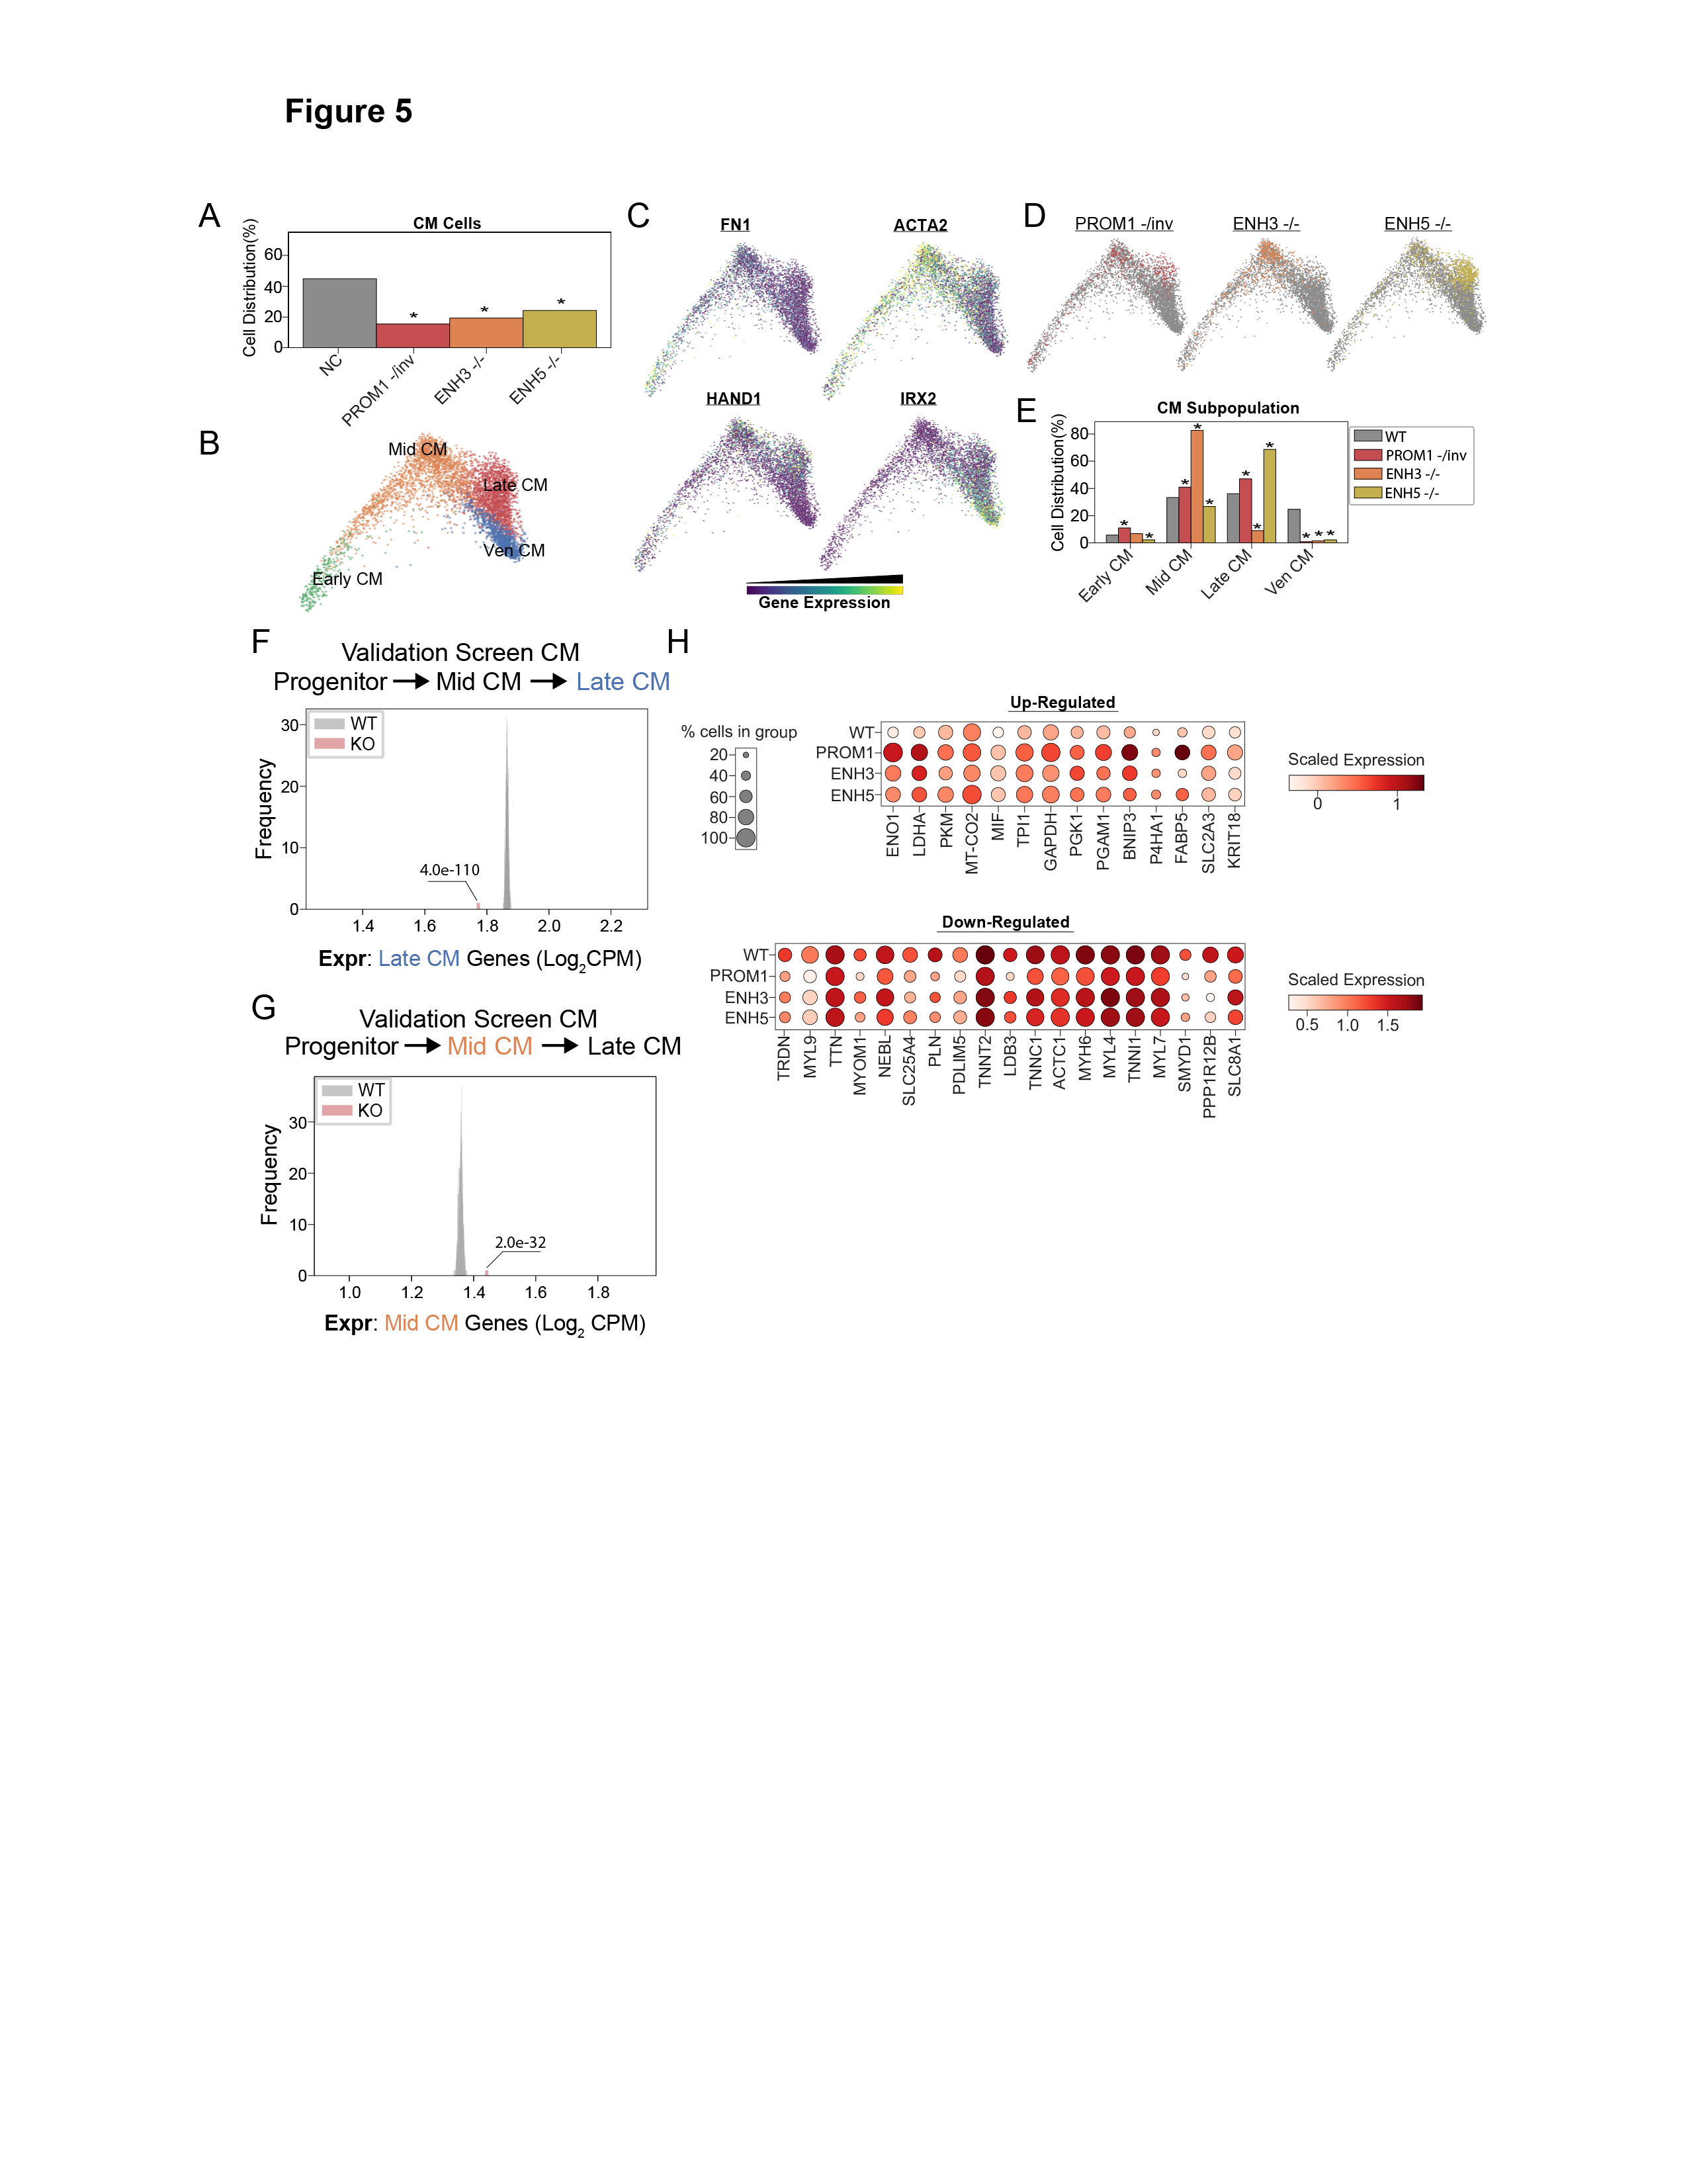 Figure 5
A
CM Cells
Cell Distribution(%)
60
40
20
0
NC
PROM1 -/inv
ENH3 -/-
ENH5 -/-
*
*
*
B
Mid CM
Late CM
Ven CM
Early CM
C
FN1
ACTA2
HAND1
IRX2
Gene Expression
D
PROM1 -/inv
ENH3 -/-
ENH5 -/-
E
CM Subpopulation
Cell Distribution(%)
80
60
40
20
0
* *
* * *
* * *
* * *
Early CM
Mid CM
Late CM
Ven CM
WT
PROM1 -/inv
ENH3 -/-
ENH5 -/-
F
Validation Screen CM
Progenitor → Mid CM → Late CM
WT
KO
Frequency
30
20
10
0
4.0e-110
1.4 1.6 1.8 2.0 2.2
Expr: Late CM Genes (Log2CPM)
G
Validation Screen CM
Progenitor → Mid CM → Late CM
WT
KO
Frequency
30
20
10
0
2.0e-32
1.0 1.2 1.4 1.6 1.8
Expr: Mid CM Genes (Log2 CPM)
H
% cells in group
20
40
60
80
100
Up-Regulated
WT
PROM1
ENH3
ENH5
ENO1
LDHA
PKM
MT-CO2
MIF
TPI1
GAPDH
PGK1
PGAM1
BNIP3
P4HA1
FABP5
SLC2A3
KRIT18
Scaled Expression
0 1
Down-Regulated
WT
PROM1
ENH3
ENH5
TRDN
MYL9
TTN
MYOM1
NEBL
SLC25A4
PLN
PDLIM5
TNNT2
LDB3
TNNC1
ACTC1
MYH6
MYL4
TNNI1
MYL7
SMYD1
PPP1R12B
SLC8A1
Scaled Expression
0.5 1.0 1.5